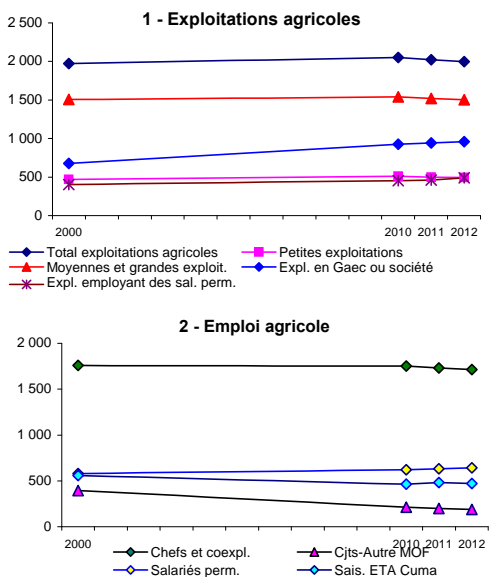 1 - Exploitations agricoles
2 500
2 000
1 500
1 000
500
0
2000 2010 2011 2012
Total exploitations agricoles Petites exploitations
Moyennes et grandes exploit. Expl. en Gaec ou société
Expl. employant des sal. perm.
2 - Emploi agricole
2 000
1 500
1 000
500
0
2000 2010 2011 2012
Chefs et coexpl. Cjts-Autre MOF
Salariés perm. Sais. ETA Cuma